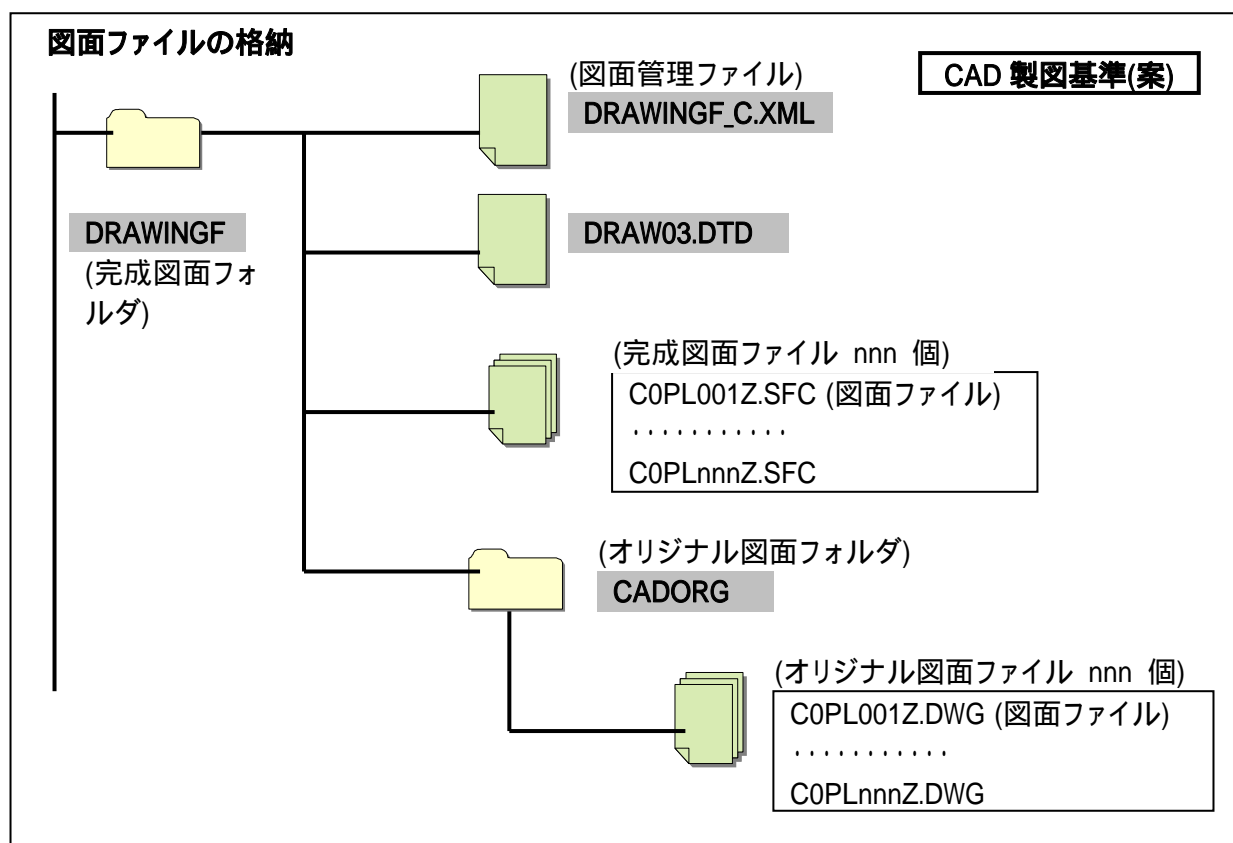 図面ファイルの格納
CAD 製図基準(案)
(図面管理ファイル)
DRAWINGF_C.XML
DRAWINGF
(完成図面フォ
ルダ)
DRAW03.DTD
(完成図面ファイル nnn 個)
C0PL001Z.SFC (図面ファイル)
・・・・・・・・・・・
C0PLnnnZ.SFC
(オリジナル図面フォルダ)
CADORG
(オリジナル図面ファイル nnn 個)
C0PL001Z.DWG (図面ファイル)
・・・・・・・・・・・
C0PLnnnZ.DWG